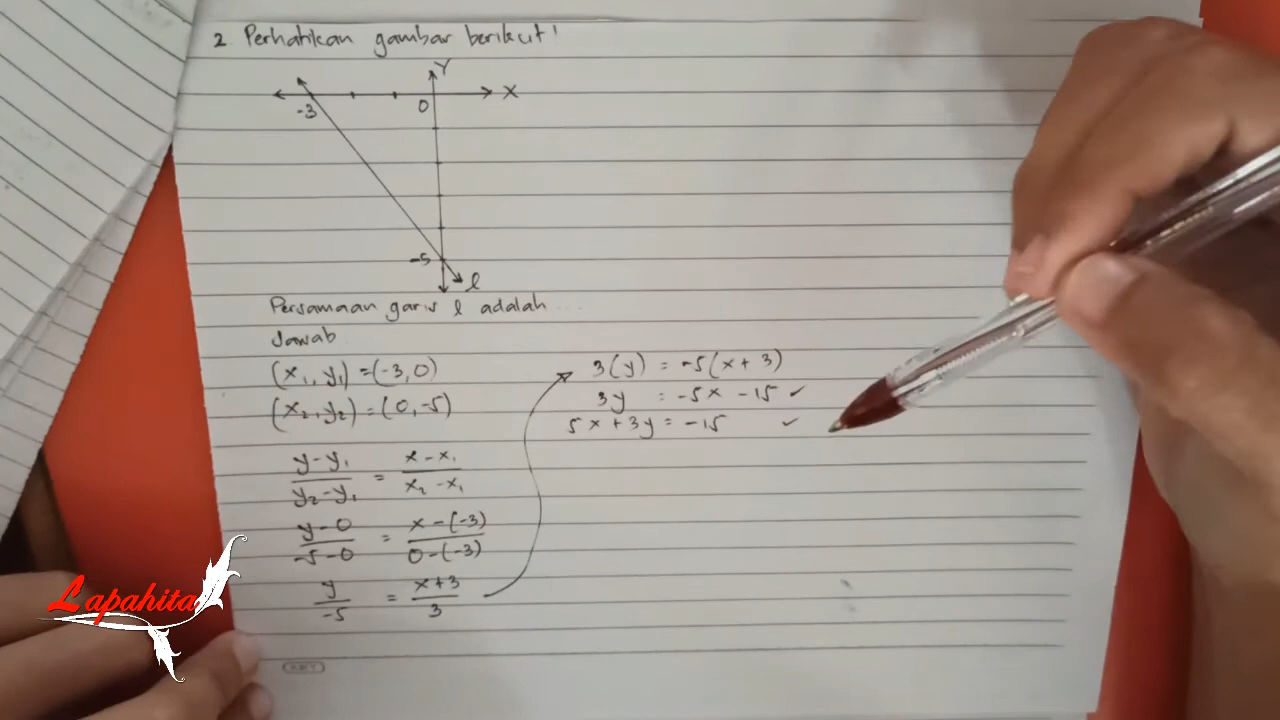 2. Perhatikan gambar berikut!
Y
X
-3
0
-5
l
Persamaan garis l adalah ...
Jawab
(x₁, y₁) = (-3, 0)
(x₂, y₂) = (0, -5)
y - y₁ / y₂ - y₁ = x - x₁ / x₂ - x₁
y - 0 / -5 - 0 = x - (-3) / 0 - (-3)
y / -5 = x + 3 / 3
3(y) = -5(x + 3)
3y = -5x - 15 ✓
5x + 3y = -15 ✓
Lapahita